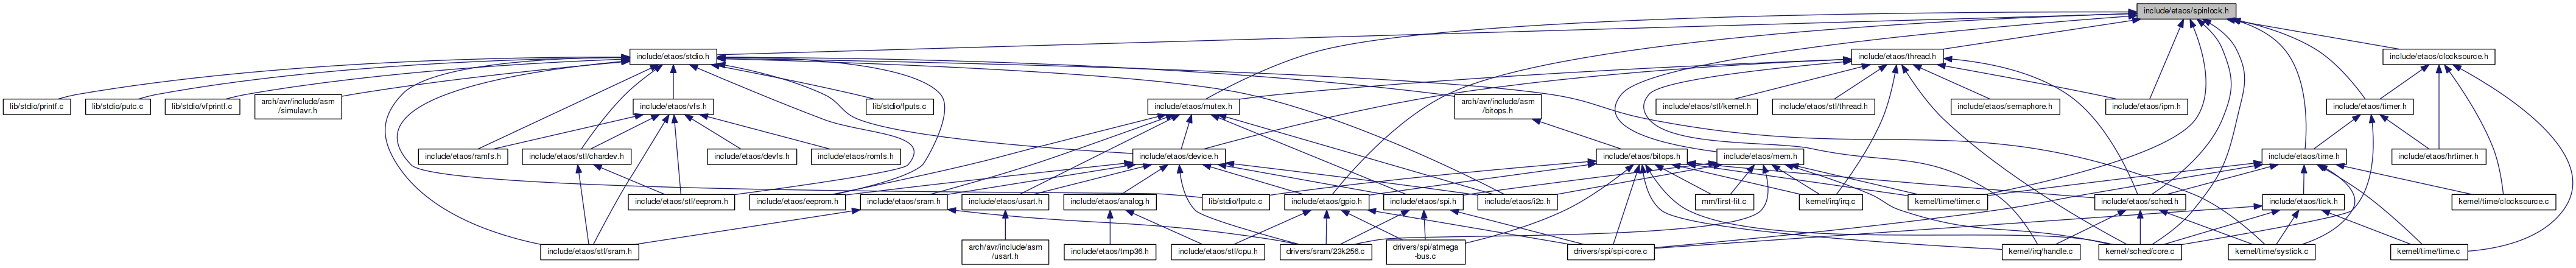 include/etaos/spinlock.h
include/etaos/stdio.h
include/etaos/thread.h
include/etaos/clocksource.h
lib/stdio/printf.c
lib/stdio/putc.c
lib/stdio/vfprintf.c
arch/avr/include/asm
/simulavr.h
include/etaos/vfs.h
lib/stdio/fputs.c
include/etaos/mutex.h
arch/avr/include/asm
/bitops.h
include/etaos/stl/kernel.h
include/etaos/stl/thread.h
include/etaos/semaphore.h
include/etaos/ipm.h
include/etaos/timer.h
include/etaos/ramfs.h
include/etaos/stl/chardev.h
include/etaos/devfs.h
include/etaos/romfs.h
include/etaos/device.h
include/etaos/bitops.h
include/etaos/mem.h
include/etaos/time.h
include/etaos/hrtimer.h
include/etaos/stl/eeprom.h
include/etaos/eeprom.h
include/etaos/sram.h
include/etaos/usart.h
include/etaos/analog.h
lib/stdio/fputc.c
include/etaos/gpio.h
include/etaos/spi.h
include/etaos/i2c.h
mm/first-fit.c
kernel/irq/irq.c
kernel/time/timer.c
include/etaos/sched.h
include/etaos/tick.h
kernel/time/clocksource.c
include/etaos/stl/sram.h
arch/avr/include/asm
/usart.h
include/etaos/tmp36.h
include/etaos/stl/cpu.h
drivers/sram/23k256.c
drivers/spi/atmega
-bus.c
drivers/spi/spi-core.c
kernel/irq/handle.c
kernel/sched/core.c
kernel/time/systick.c
kernel/time/time.c